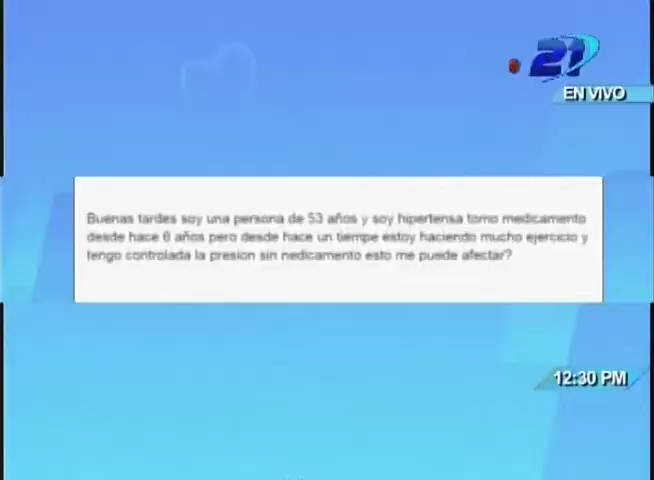 21
EN VIVO
Buenas tardes soy una persona de 53 años y soy hipertensa tomo medicamento
desde hace 6 años pero desde hace un tiempe estoy haciendo mucho ejercicio y
tengo controlada la presion sin nedicamento esto me puede afectar?
12:30 PM